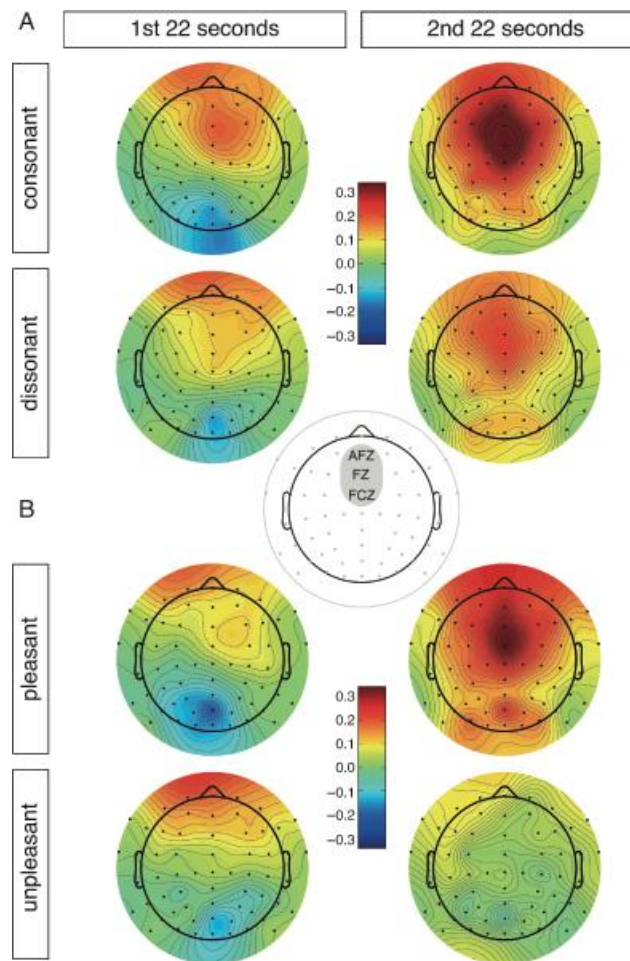 A
1st 22 seconds
2nd 22 seconds
consonant
0.3
0.2
0.1
0.0
−0.1
−0.2
−0.3
dissonant
AFZ
FZ
FCZ
B
pleasant
0.3
0.2
0.1
0.0
−0.1
−0.2
−0.3
unpleasant